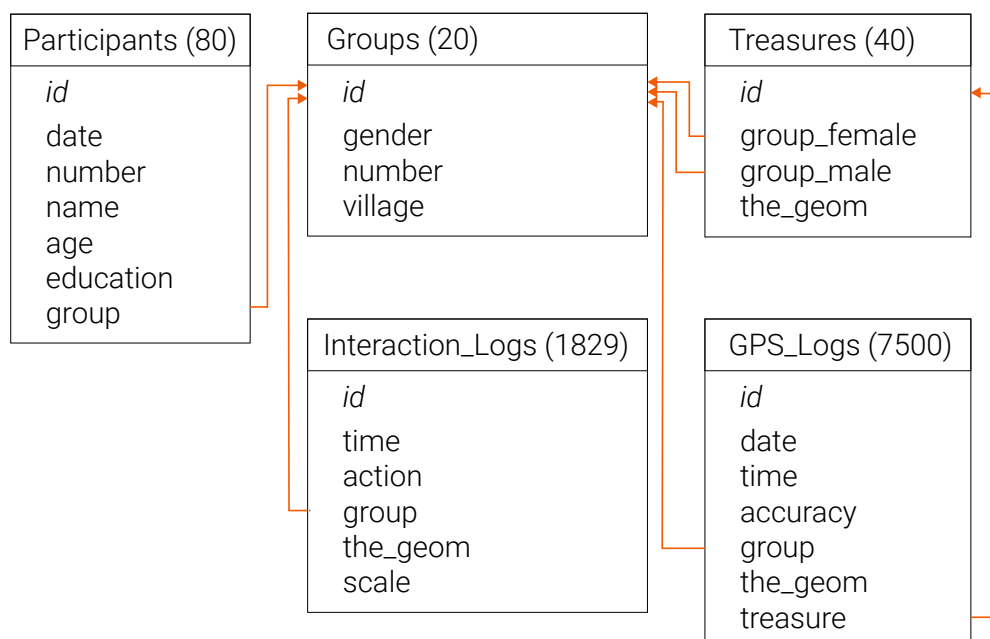 Participants (80)
id
date
number
name
age
education
group
Groups (20)
id
gender
number
village
Treasures (40)
id
group_female
group_male
the_geom
Interaction_Logs (1829)
id
time
action
group
the_geom
scale
GPS_Logs (7500)
id
date
time
accuracy
group
the_geom
treasure